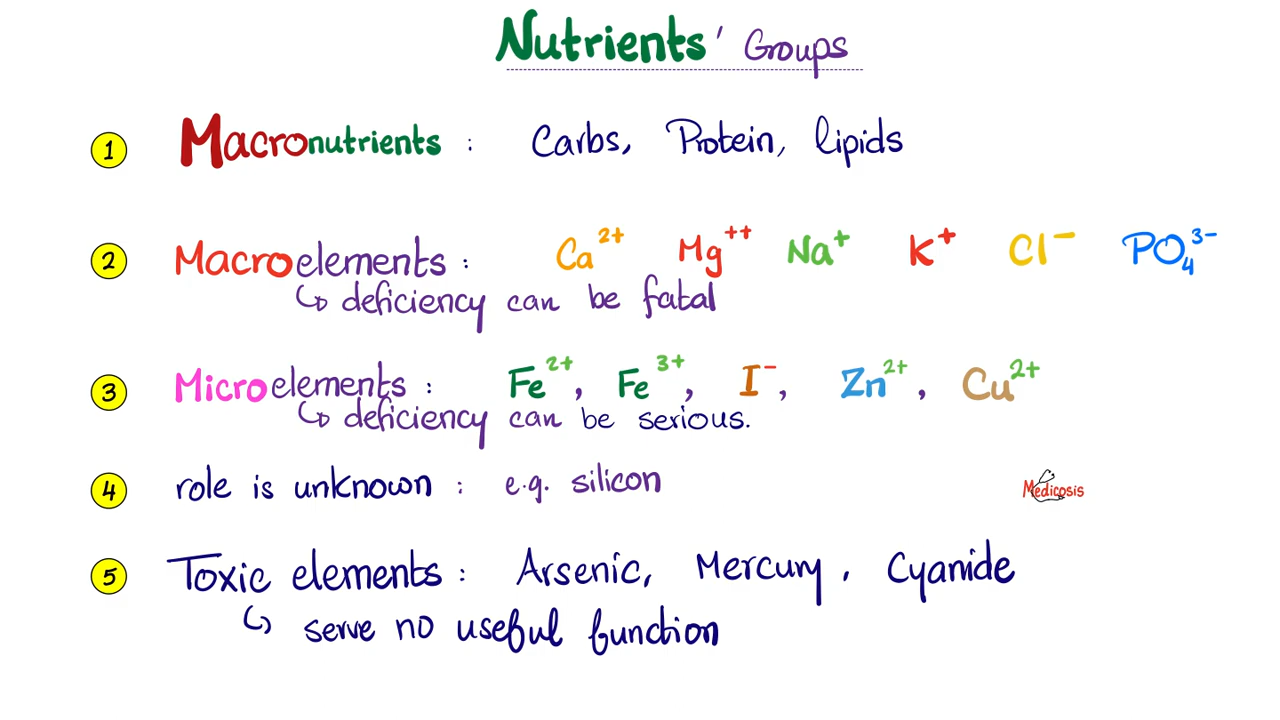 Nutrients' Groups
1 Macronutrients : Carbs, Protein, lipids
2 Macroelements : Ca²⁺ Mg⁺⁺ Na⁺ K⁺ Cl⁻ PO₄³⁻
↳ deficiency can be fatal
3 Microelements : Fe²⁺, Fe³⁺, I⁻, Zn²⁺, Cu²⁺
↳ deficiency can be serious.
4 role is unknown : e.g. silicon
Medicosis
5 Toxic elements : Arsenic, Mercury, Cyanide
↳ serve no useful function